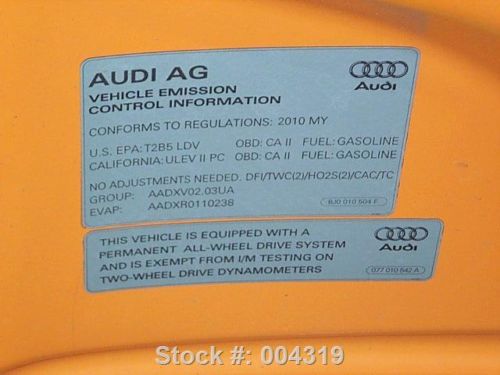 AUDI AG
Audi
VEHICLE EMISSION
CONTROL INFORMATION
CONFORMS TO REGULATIONS: 2010 MY
U.S. EPA: T2B5 LDV OBD: CA II FUEL: GASOLINE
CALIFORNIA: ULEV II PC OBD: CA II FUEL: GASOLINE
NO ADJUSTMENTS NEEDED. DFI/TWC(2)/HO2S(2)/CAC/TC
GROUP: AADXV02.03UA
EVAP: AADXR0110238
8J0 010 504 F
THIS VEHICLE IS EQUIPPED WITH A
PERMANENT ALL-WHEEL DRIVE SYSTEM
AND IS EXEMPT FROM I/M TESTING ON
TWO-WHEEL DRIVE DYNAMOMETERS
Audi
077 010 642 A
Stock #: 004319